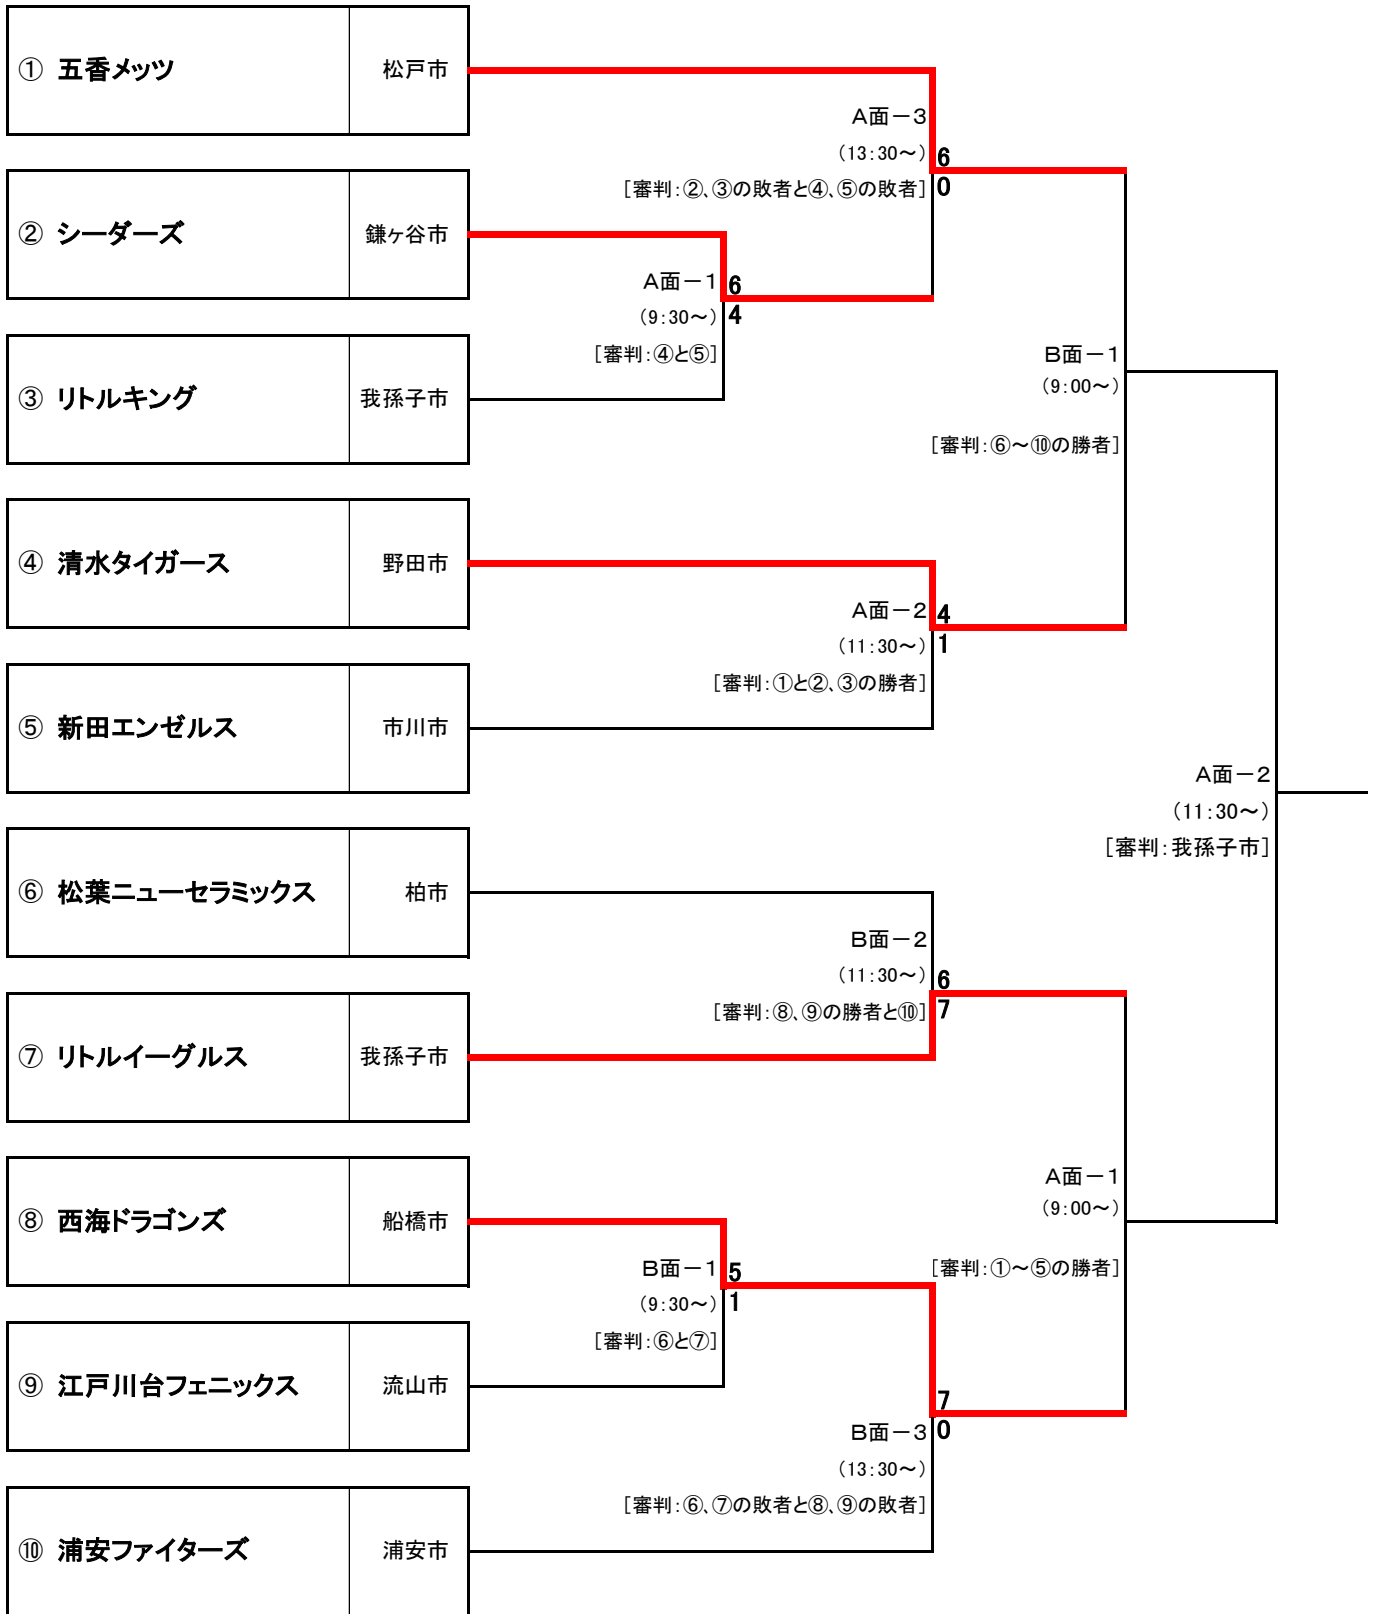 ① 五香メッツ 松戸市
A面－3
(13:30～) 6
[審判:②、③の敗者と④、⑤の敗者] 0
② シーダーズ 鎌ヶ谷市
A面－1 6
(9:30～) 4
[審判:④と⑤]
③ リトルキング 我孫子市
B面－1
(9:00～)
[審判:⑥～⑩の勝者]
④ 清水タイガース 野田市
A面－2 4
(11:30～) 1
[審判:①と②、③の勝者]
⑤ 新田エンゼルス 市川市
A面－2
(11:30～)
[審判:我孫子市]
⑥ 松葉ニューセラミックス 柏市
B面－2
(11:30～) 6
[審判:⑧、⑨の勝者と⑩] 7
⑦ リトルイーグルス 我孫子市
A面－1
(9:00～)
[審判:①～⑤の勝者]
⑧ 西海ドラゴンズ 船橋市
B面－1 5
(9:30～) 1
[審判:⑥と⑦]
⑨ 江戸川台フェニックス 流山市
7
B面－3 0
(13:30～)
[審判:⑥、⑦の敗者と⑧、⑨の敗者]
⑩ 浦安ファイターズ 浦安市